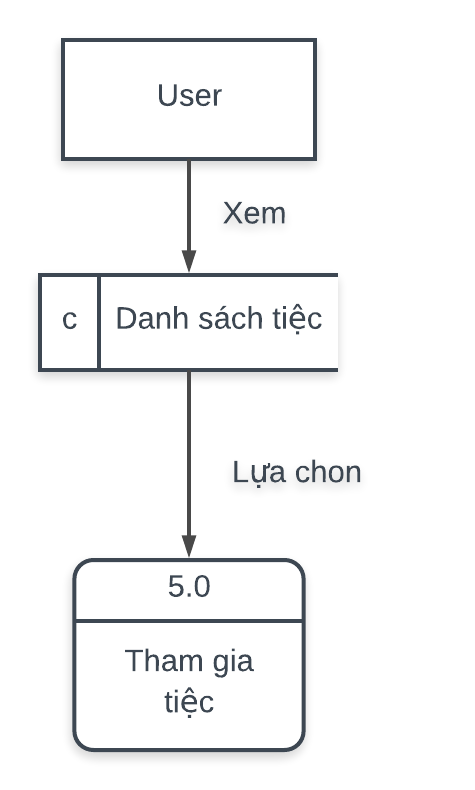 User
Xem
c
Danh sách tiệc
Lựa chon
5.0
Tham gia
tiệc